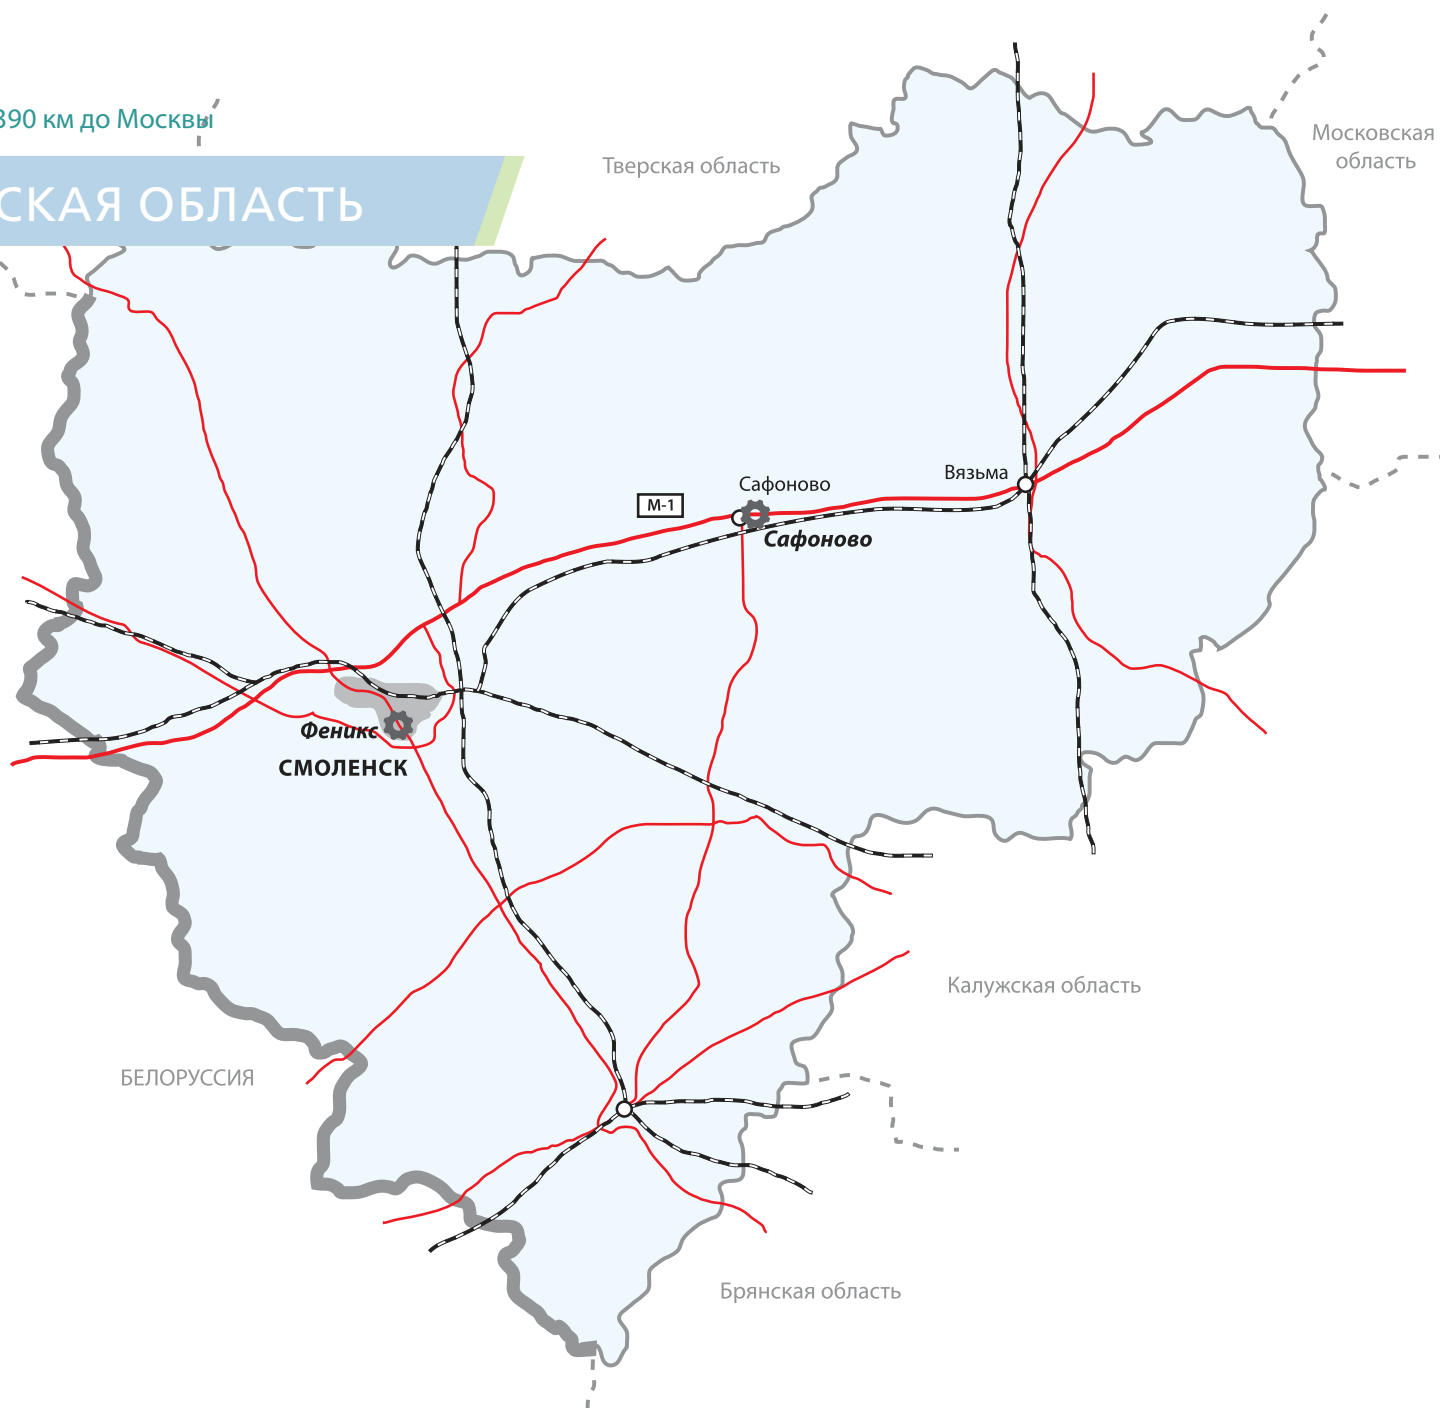 390 км до Москвы
СКАЯ ОБЛАСТЬ
Тверская область
Московская
область
Вязьма
Сафоново
М-1
Сафоново
Феникс
СМОЛЕНСК
Калужская область
БЕЛОРУССИЯ
Брянская область